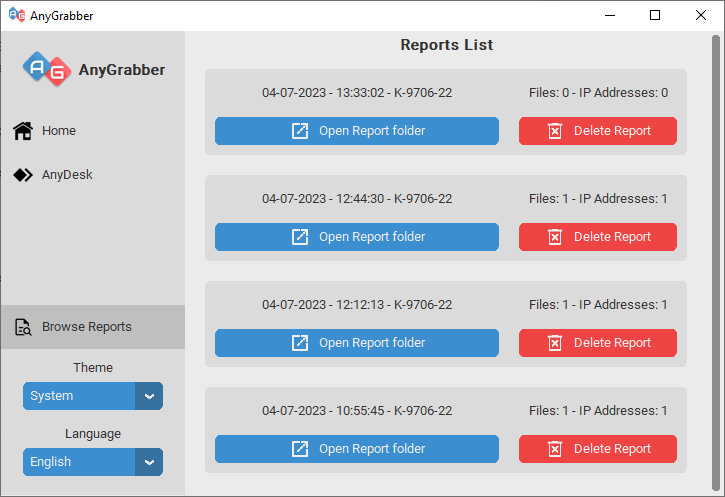 AnyGrabber
AG AnyGrabber
Home
AnyDesk
Browse Reports
Theme
System
Language
English
Reports List
04-07-2023 - 13:33:02 - K-9706-22 Files: 0 - IP Addresses: 0
Open Report folder Delete Report
04-07-2023 - 12:44:30 - K-9706-22 Files: 1 - IP Addresses: 1
Open Report folder Delete Report
04-07-2023 - 12:12:13 - K-9706-22 Files: 1 - IP Addresses: 1
Open Report folder Delete Report
04-07-2023 - 10:55:45 - K-9706-22 Files: 1 - IP Addresses: 1
Open Report folder Delete Report